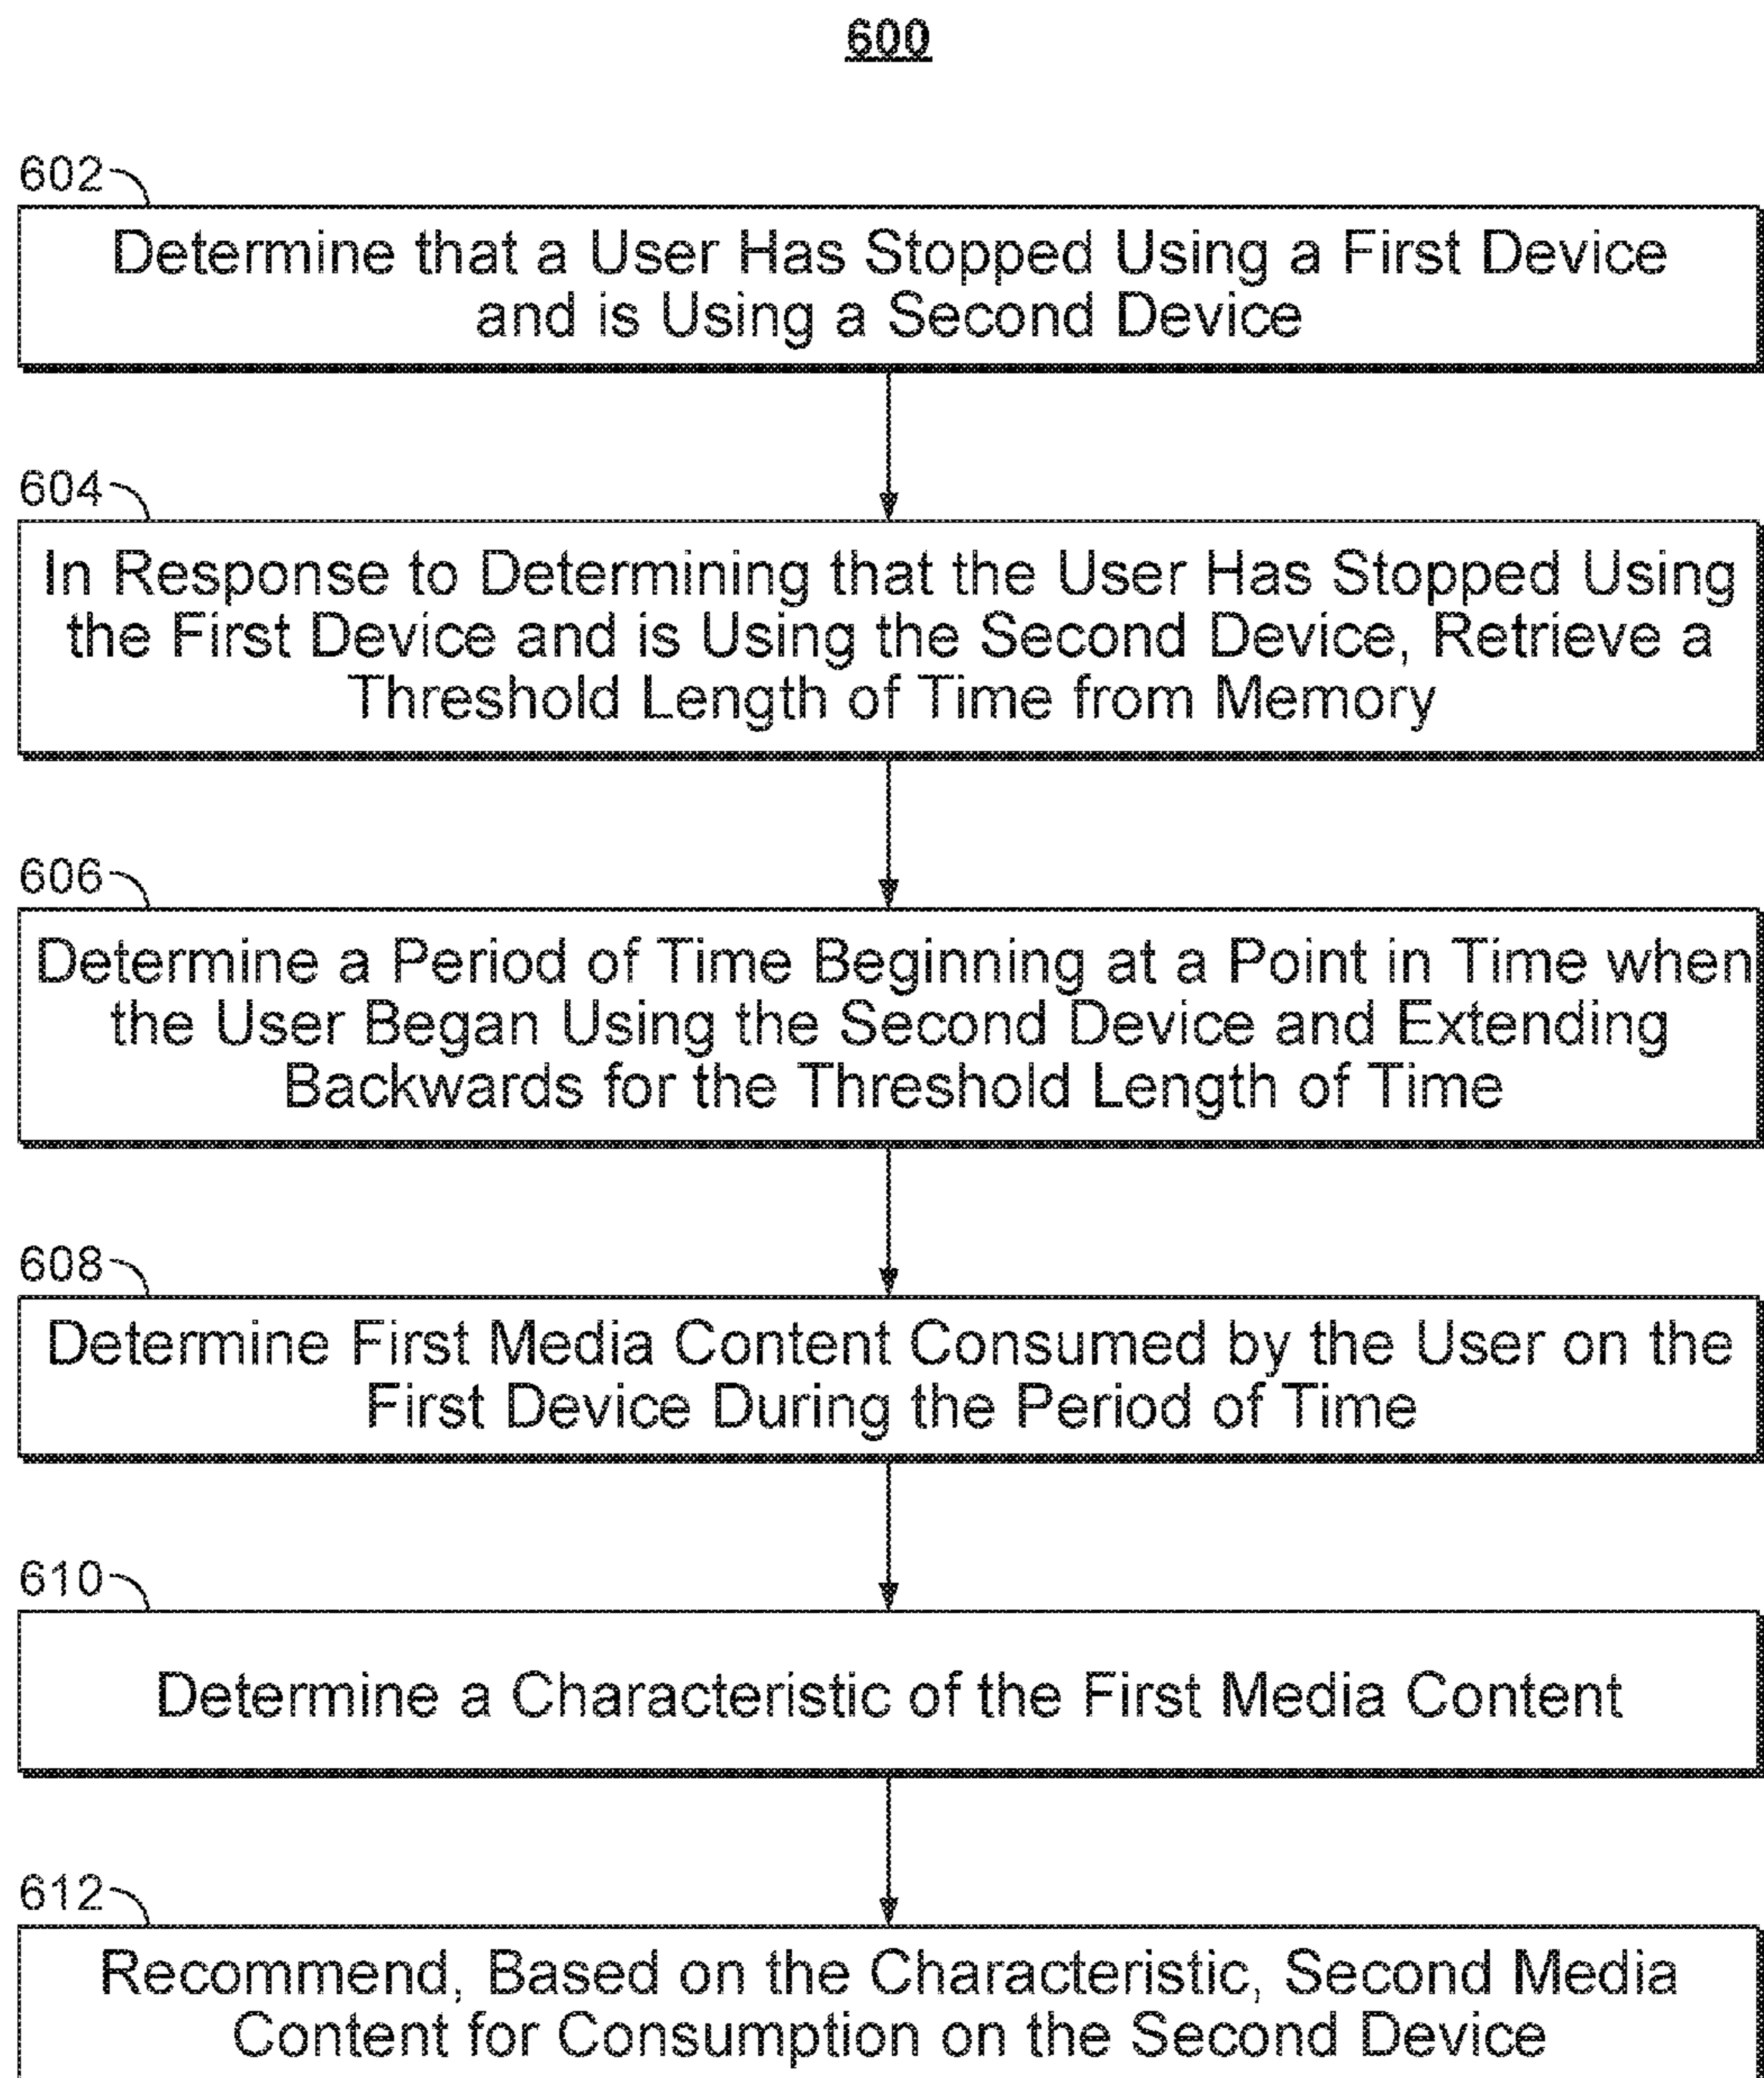 600
602
Determine that a User Has Stopped Using a First Device
and is Using a Second Device
604
In Response to Determining that the User Has Stopped Using
the First Device and is Using the Second Device, Retrieve a
Threshold Length of Time from Memory
606
Determine a Period of Time Beginning at a Point in Time when
the User Began Using the Second Device and Extending
Backwards for the Threshold Length of Time
608
Determine First Media Content Consumed by the User on the
First Device During the Period of Time
610
Determine a Characteristic of the First Media Content
612
Recommend, Based on the Characteristic, Second Media
Content for Consumption on the Second Device